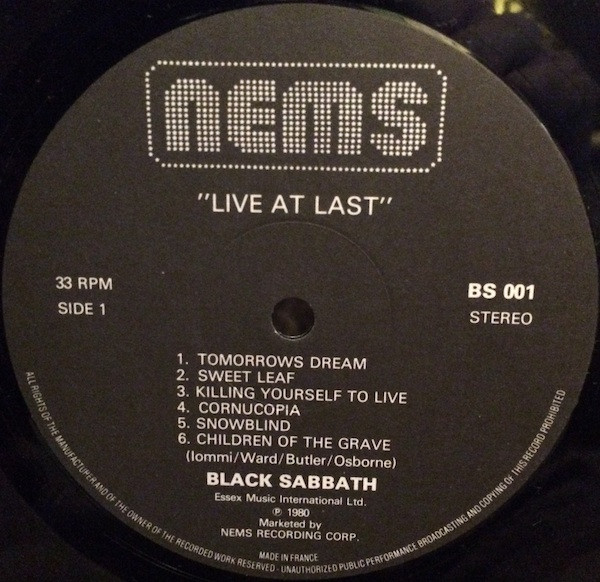 nems
"LIVE AT LAST"
33 RPM
SIDE 1
BS 001
STEREO
1. TOMORROWS DREAM
2. SWEET LEAF
3. KILLING YOURSELF TO LIVE
4. CORNUCOPIA
5. SNOWBLIND
6. CHILDREN OF THE GRAVE
(Iommi/Ward/Butler/Osborne)
BLACK SABBATH
Essex Music International Ltd.
℗ 1980
Marketed by
NEMS RECORDING CORP.
MADE IN FRANCE
ALL RIGHTS OF THE MANUFACTURER AND OF THE OWNER OF THE RECORDED WORK RESERVED - UNAUTHORIZED PUBLIC PERFORMANCE BROADCASTING AND COPYING OF THIS RECORD PROHIBITED